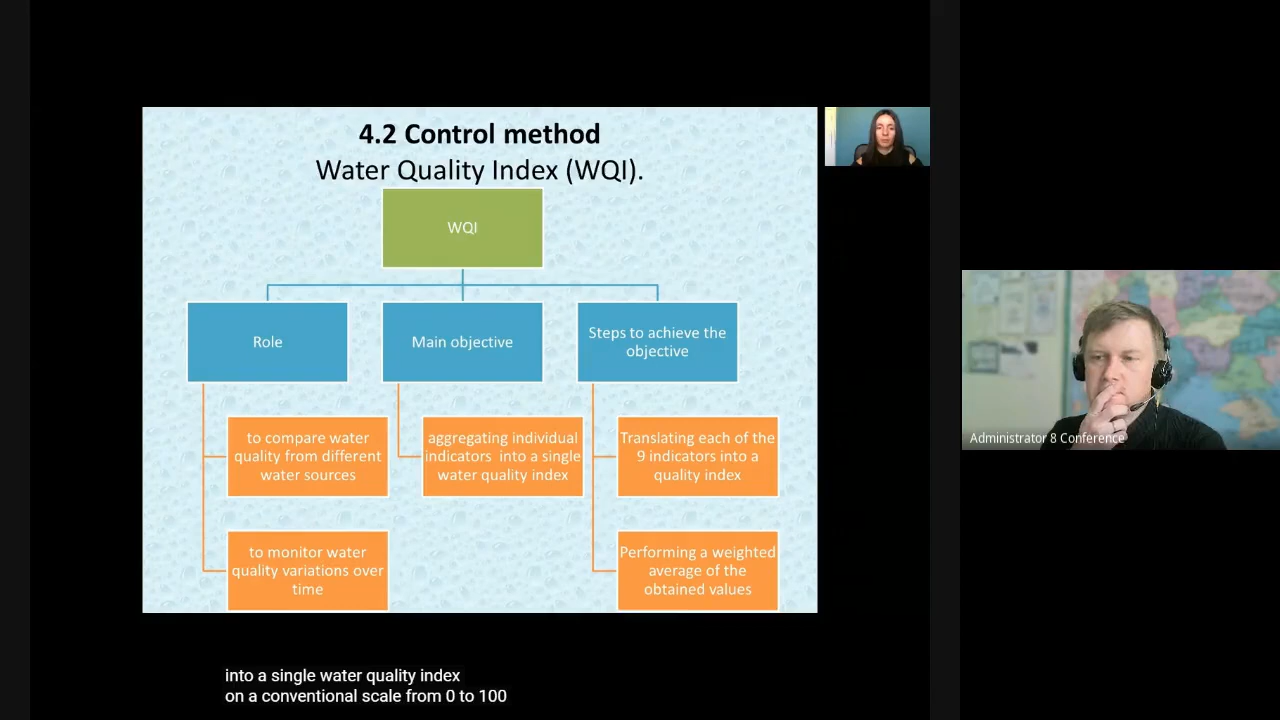 4.2 Control method
Water Quality Index (WQI).
WQI
Role
Main objective
Steps to achieve the
objective
to compare water
quality from different
water sources
aggregating individual
indicators into a single
water quality index
Translating each of the
9 indicators into a
quality index
to monitor water
quality variations over
time
Performing a weighted
average of the
obtained values
Administrator 8 Conference
into a single water quality index
on a conventional scale from 0 to 100